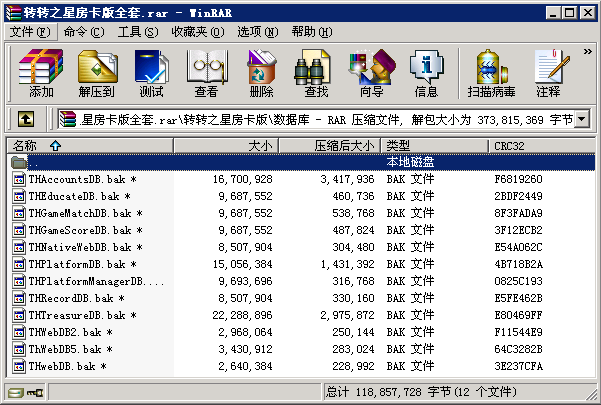 转转之星房卡版全套.rar - WinRAR
文件(F) 命令(C) 工具(S) 收藏夹(O) 选项(N) 帮助(H)
添加 解压到 测试 查看 删除 查找 向导 信息 扫描病毒 注释
星房卡版全套.rar\转转之星房卡版\数据库 - RAR 压缩文件, 解包大小为 373,815,369 字节
名称 大小 压缩后大小 类型 CRC32
.. 本地磁盘
THAccountsDB.bak * 16,700,928 3,417,936 BAK 文件 F6819260
THEducateDB.bak * 9,687,552 460,736 BAK 文件 2BDF2449
THGameMatchDB.bak * 9,687,552 538,768 BAK 文件 8F3FADA9
THGameScoreDB.bak * 9,687,552 487,824 BAK 文件 3F12ECB2
THNativeWebDB.bak * 8,507,904 304,480 BAK 文件 E54A062C
THPlatformDB.bak * 15,056,384 1,431,392 BAK 文件 4B718B2A
THPlatformManagerDB.... 9,693,696 316,768 BAK 文件 0825C193
THRecordDB.bak * 8,507,904 330,160 BAK 文件 E5FE462B
THTreasureDB.bak * 22,288,896 2,975,872 BAK 文件 E80469FF
THWebDB2.bak * 2,968,064 250,144 BAK 文件 F11544E9
ThWebDB5.bak * 3,430,912 283,024 BAK 文件 64C3282B
THwebDB.bak * 2,640,384 228,992 BAK 文件 3E237CFA
总计 118,857,728 字节(12 个文件)